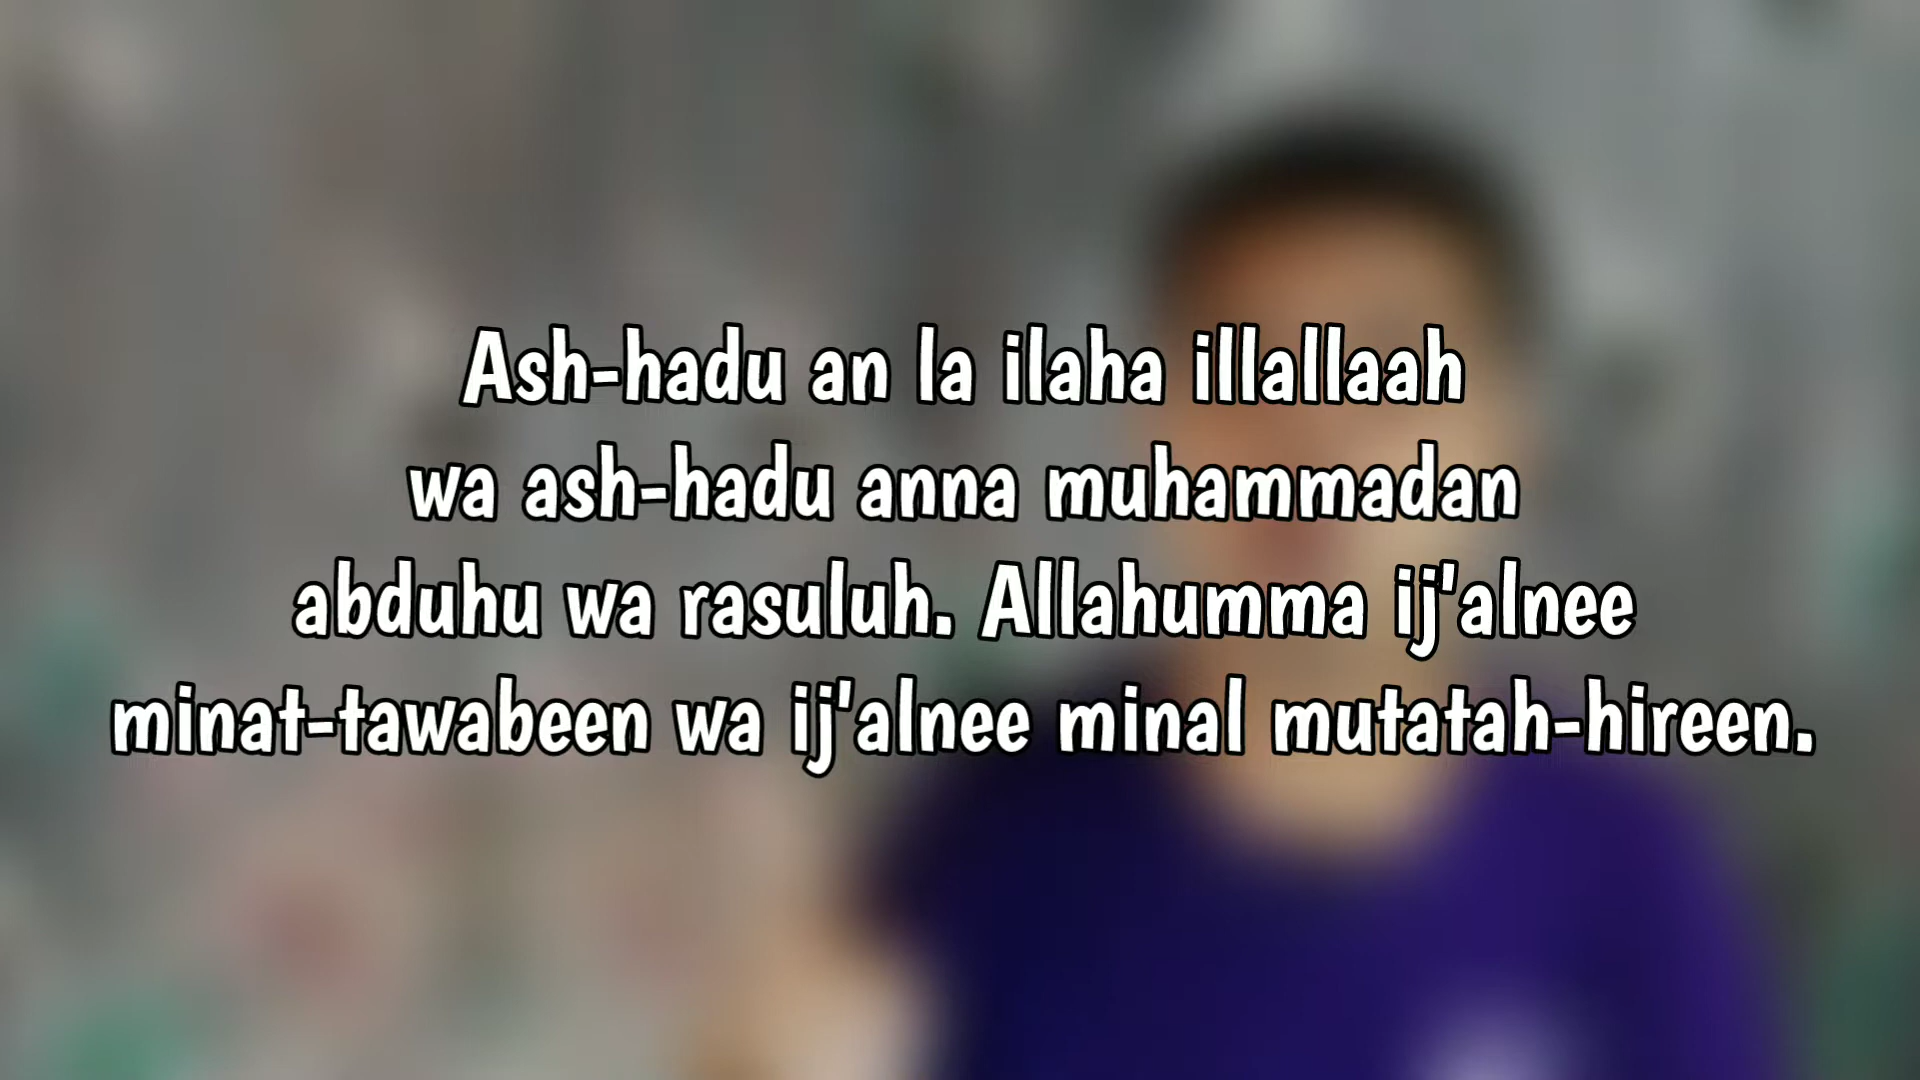 Ash-hadu an la ilaha illallaah
wa ash-hadu anna muhammadan
abduhu wa rasuluh. Allahumma ij'alnee
minat-tawabeen wa ij'alnee minal mutatah-hireen.